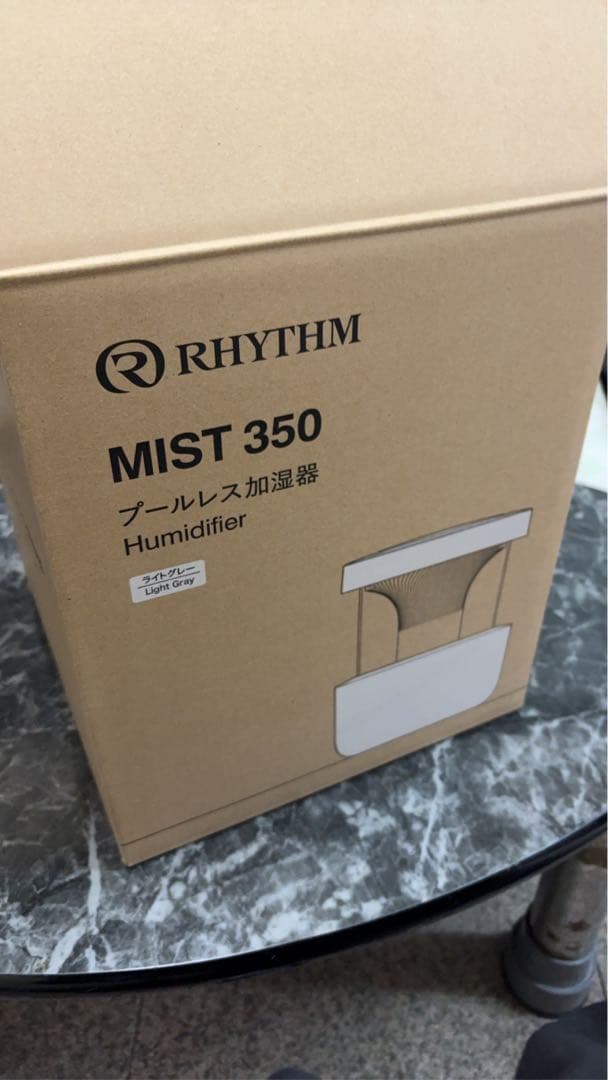 RHYTHM
MIST 350
プールレス加湿器
Humidifier
ライトグレー
Light Gray